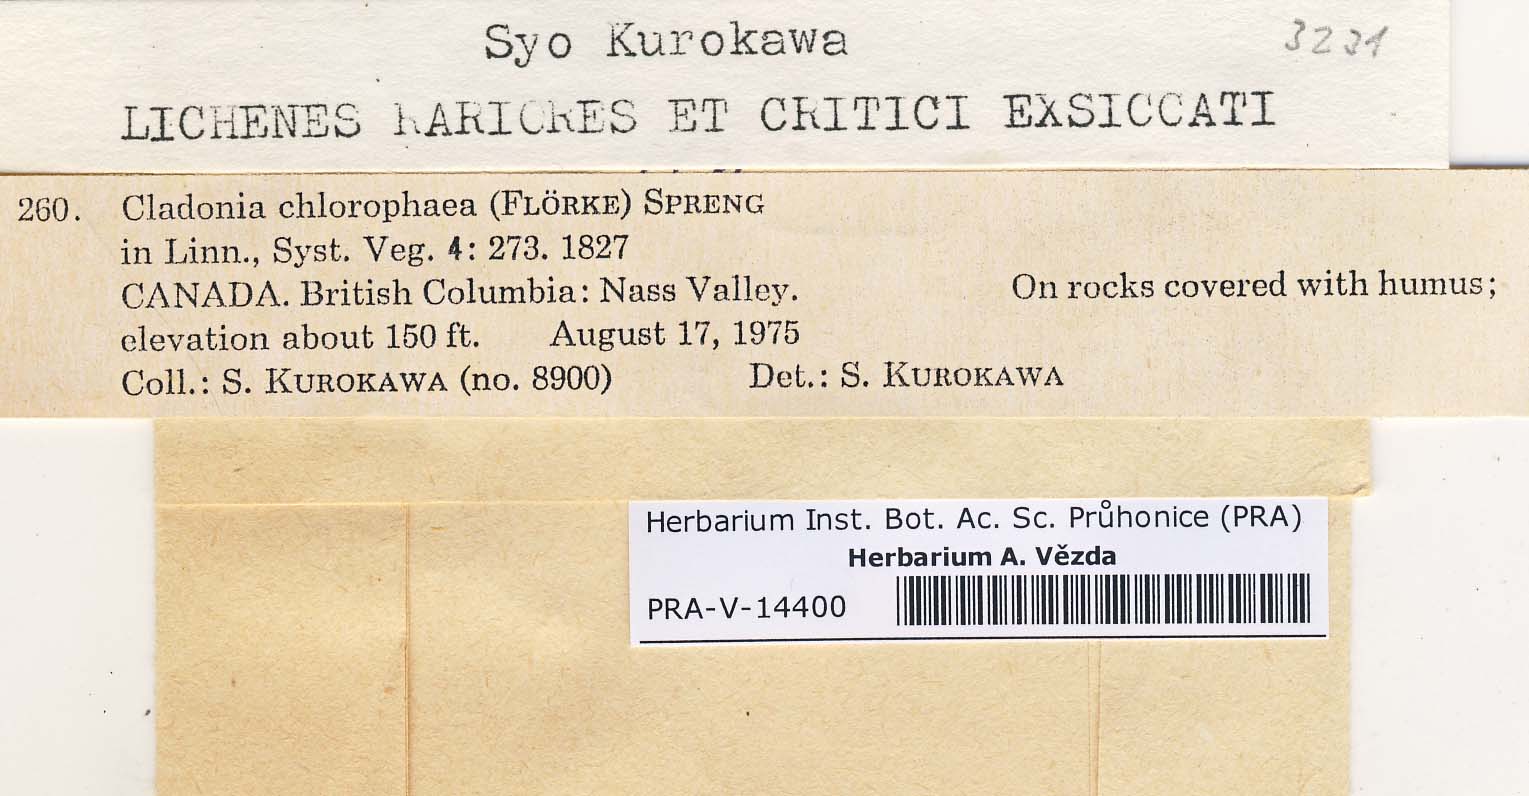 Syo Kurokawa 3231
LICHENES RARIORES ET CRITICI EXSICCATI
260. Cladonia chlorophaea (FLÖRKE) SPRENG
in Linn., Syst. Veg. 4: 273. 1827
CANADA. British Columbia: Nass Valley. On rocks covered with humus;
elevation about 150 ft. August 17, 1975
Coll.: S. KUROKAWA (no. 8900) Det.: S. KUROKAWA
Herbarium Inst. Bot. Ac. Sc. Průhonice (PRA)
Herbarium A. Vězda
PRA-V-14400